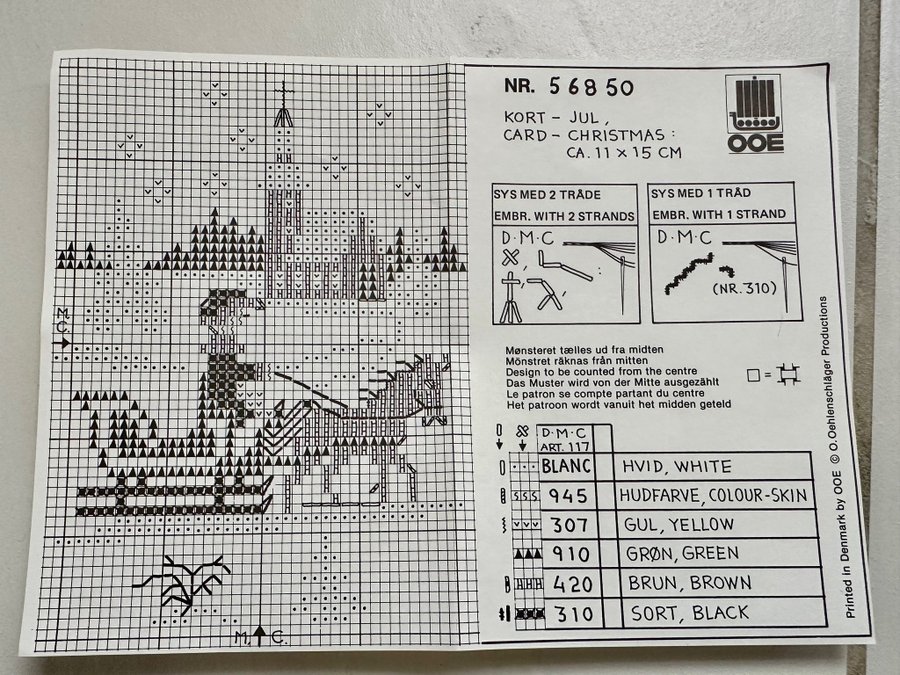 NR. 56850
OOE
KORT - JUL,
CARD - CHRISTMAS:
CA. 11 x 15 CM
SYS MED 2 TRÅDE
EMBR. WITH 2 STRANDS
D·M·C
SYS MED 1 TRÅD
EMBR. WITH 1 STRAND
D·M·C
(NR. 310)
M.
C.
Mønsteret tælles ud fra midten
Mönstret räknas från mitten
Design to be counted from the centre
Das Muster wird von der Mitte ausgezählt
Le patron se compte partant du centre
Het patroon wordt vanuit het midden geteld
D·M·C
ART. 117
BLANC HVID, WHITE
945 HUDFARVE, COLOUR-SKIN
307 GUL, YELLOW
910 GRØN, GREEN
420 BRUN, BROWN
310 SORT, BLACK
M. C.
Printed in Denmark by OOE © O.Oehlenschläger Productions